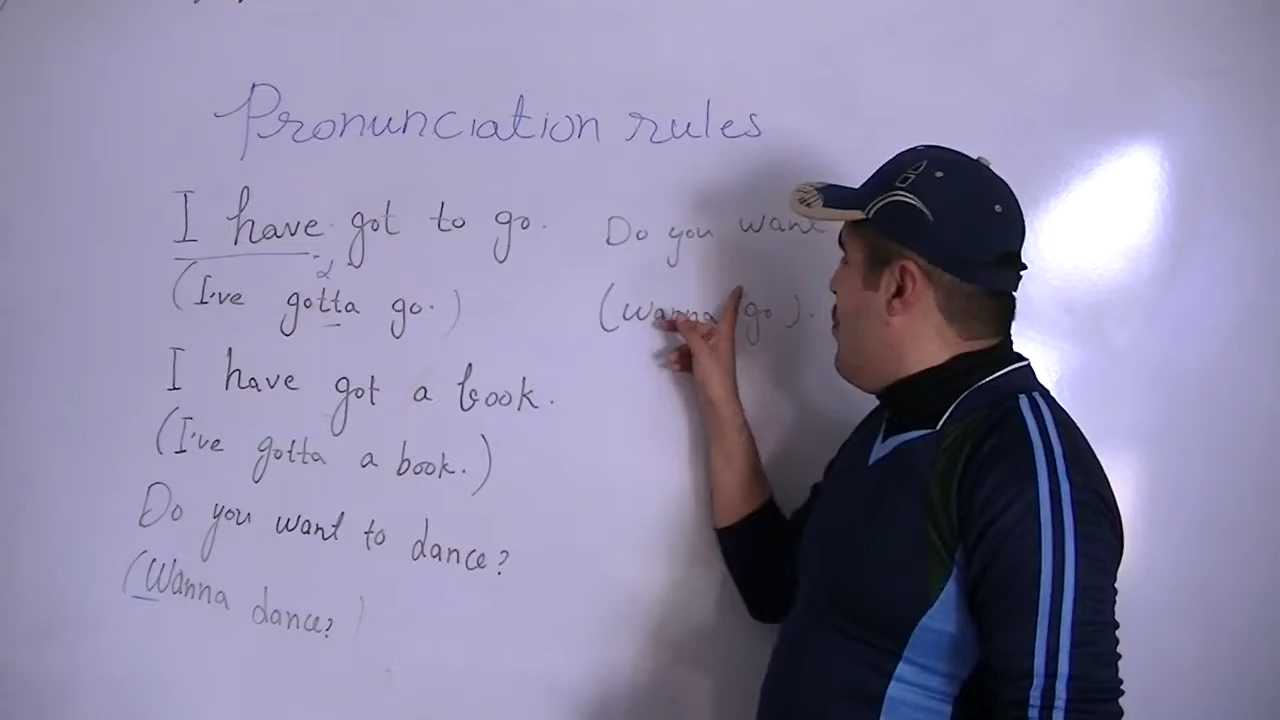 Pronunciation rules
I have got to go.
(I've gotta go.)
I have got a book.
(I've gotta a book.)
Do you want to dance?
(Wanna dance?)
Do you want
(Wanna go).